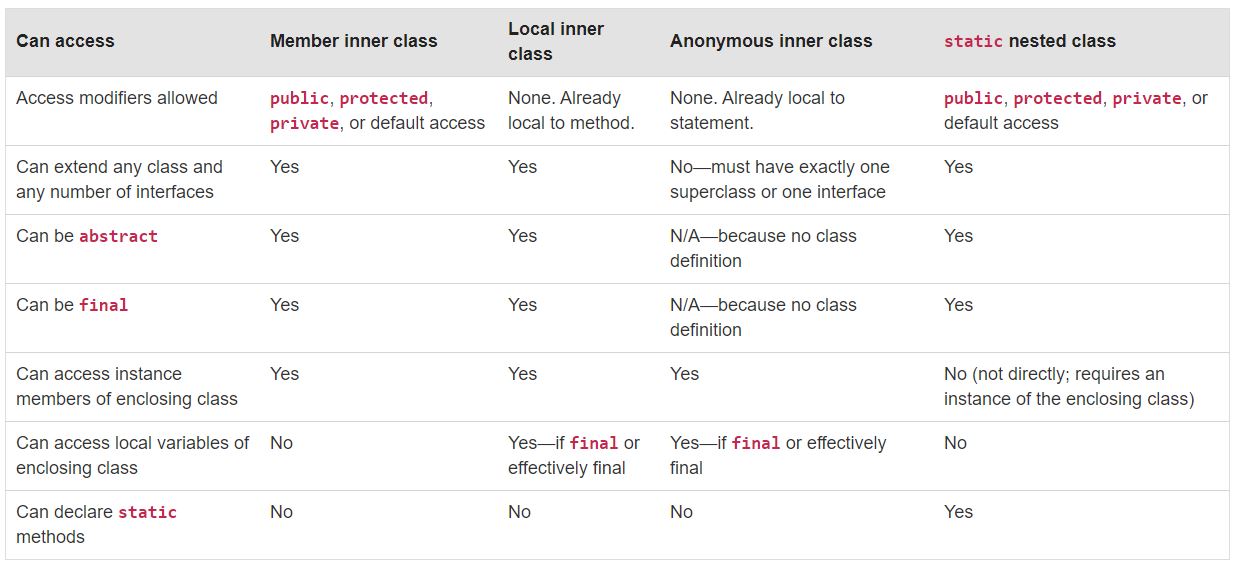 Can access Member inner class Local inner class Anonymous inner class static nested class
Access modifiers allowed public, protected, private, or default access None. Already local to method. None. Already local to statement. public, protected, private, or default access
Can extend any class and any number of interfaces Yes Yes No—must have exactly one superclass or one interface Yes
Can be abstract Yes Yes N/A—because no class definition Yes
Can be final Yes Yes N/A—because no class definition Yes
Can access instance members of enclosing class Yes Yes Yes No (not directly; requires an instance of the enclosing class)
Can access local variables of enclosing class No Yes—if final or effectively final Yes—if final or effectively final No
Can declare static methods No No No Yes